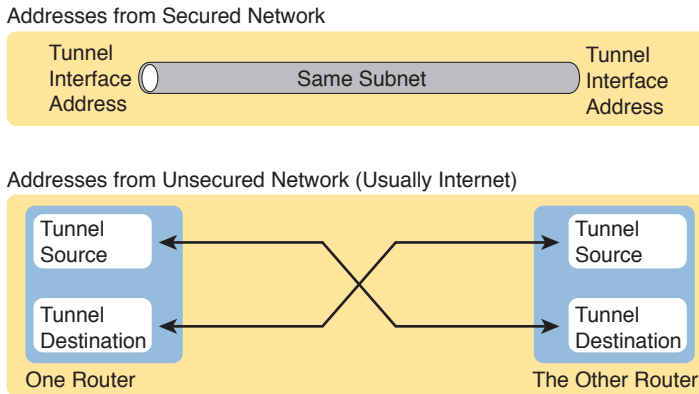 Addresses from Secured Network
Tunnel
Interface
Address
Same Subnet
Tunnel
Interface
Address
Addresses from Unsecured Network (Usually Internet)
Tunnel
Source
Tunnel
Destination
One Router
Tunnel
Source
Tunnel
Destination
The Other Router